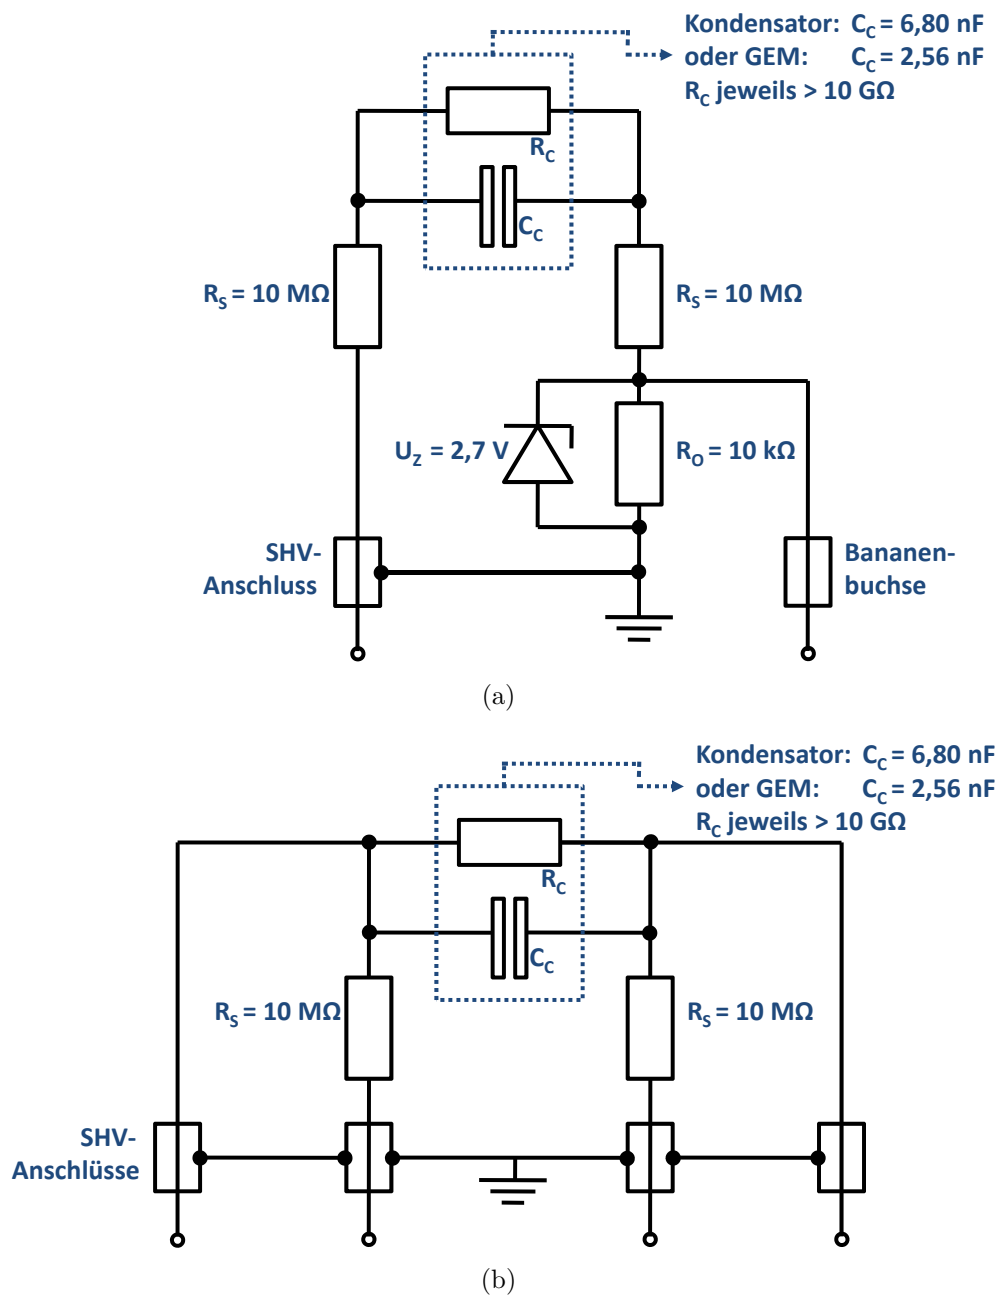 Kondensator: C_C = 6,80 nF
oder GEM: C_C = 2,56 nF
R_C jeweils > 10 GΩ
R_C
C_C
R_S = 10 MΩ
R_S = 10 MΩ
U_Z = 2,7 V
R_O = 10 kΩ
SHV-
Anschluss
Bananen-
buchse
(a)
Kondensator: C_C = 6,80 nF
oder GEM: C_C = 2,56 nF
R_C jeweils > 10 GΩ
R_C
C_C
R_S = 10 MΩ
R_S = 10 MΩ
SHV-
Anschlüsse
(b)